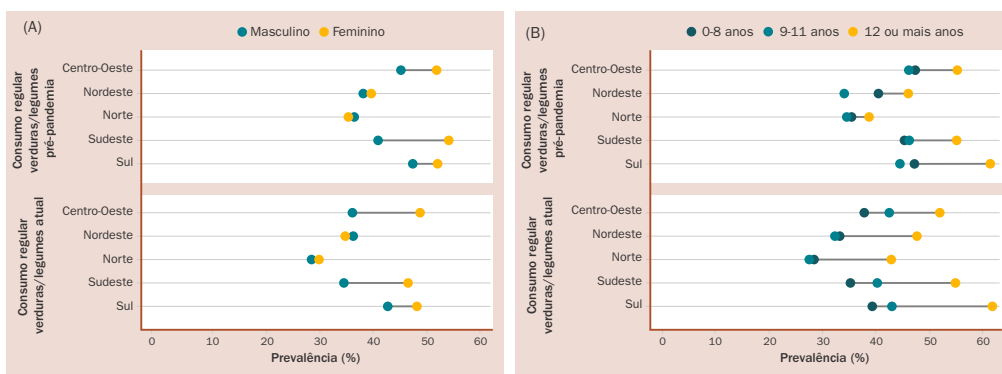 (A)
Masculino Feminino
Consumo regular
verduras/legumes
pré-pandemia
Centro-Oeste
Nordeste
Norte
Sudeste
Sul
Consumo regular
verduras/legumes atual
Centro-Oeste
Nordeste
Norte
Sudeste
Sul
0 10 20 30 40 50 60
Prevalência (%)
(B)
0-8 anos 9-11 anos 12 ou mais anos
Consumo regular
verduras/legumes
pré-pandemia
Centro-Oeste
Nordeste
Norte
Sudeste
Sul
Consumo regular
verduras/legumes atual
Centro-Oeste
Nordeste
Norte
Sudeste
Sul
0 10 20 30 40 50 60
Prevalência (%)